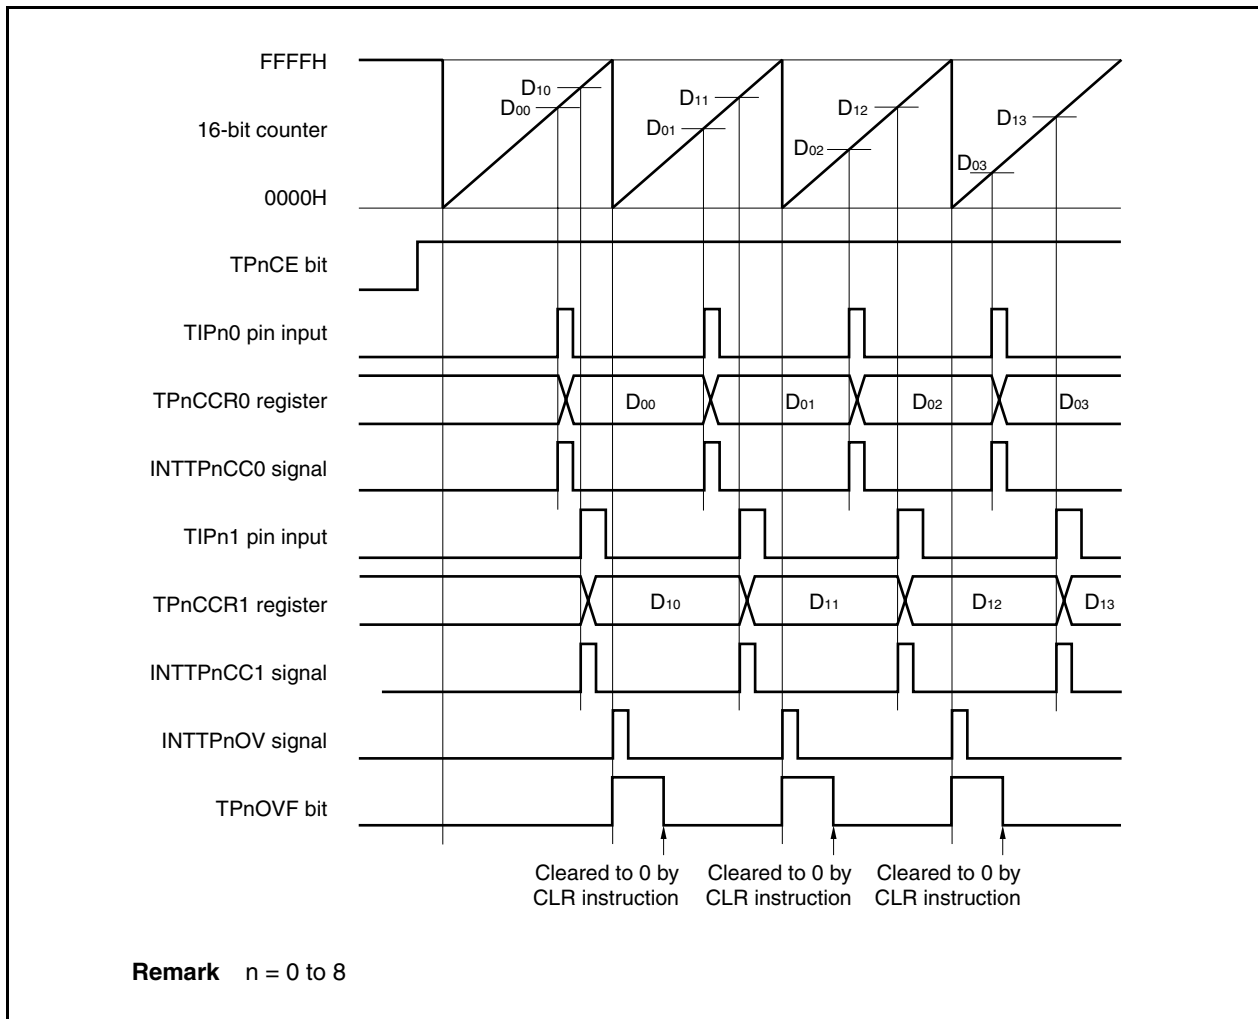 FFFFH
D10
D00
D11
D01
D12
D02
D13
D03
16-bit counter
0000H
TPnCE bit
TIPn0 pin input
TPnCCR0 register
D00
D01
D02
D03
INTTPnCC0 signal
TIPn1 pin input
TPnCCR1 register
D10
D11
D12
D13
INTTPnCC1 signal
INTTPnOV signal
TPnOVF bit
Cleared to 0 by
CLR instruction
Cleared to 0 by
CLR instruction
Cleared to 0 by
CLR instruction
Remark n = 0 to 8